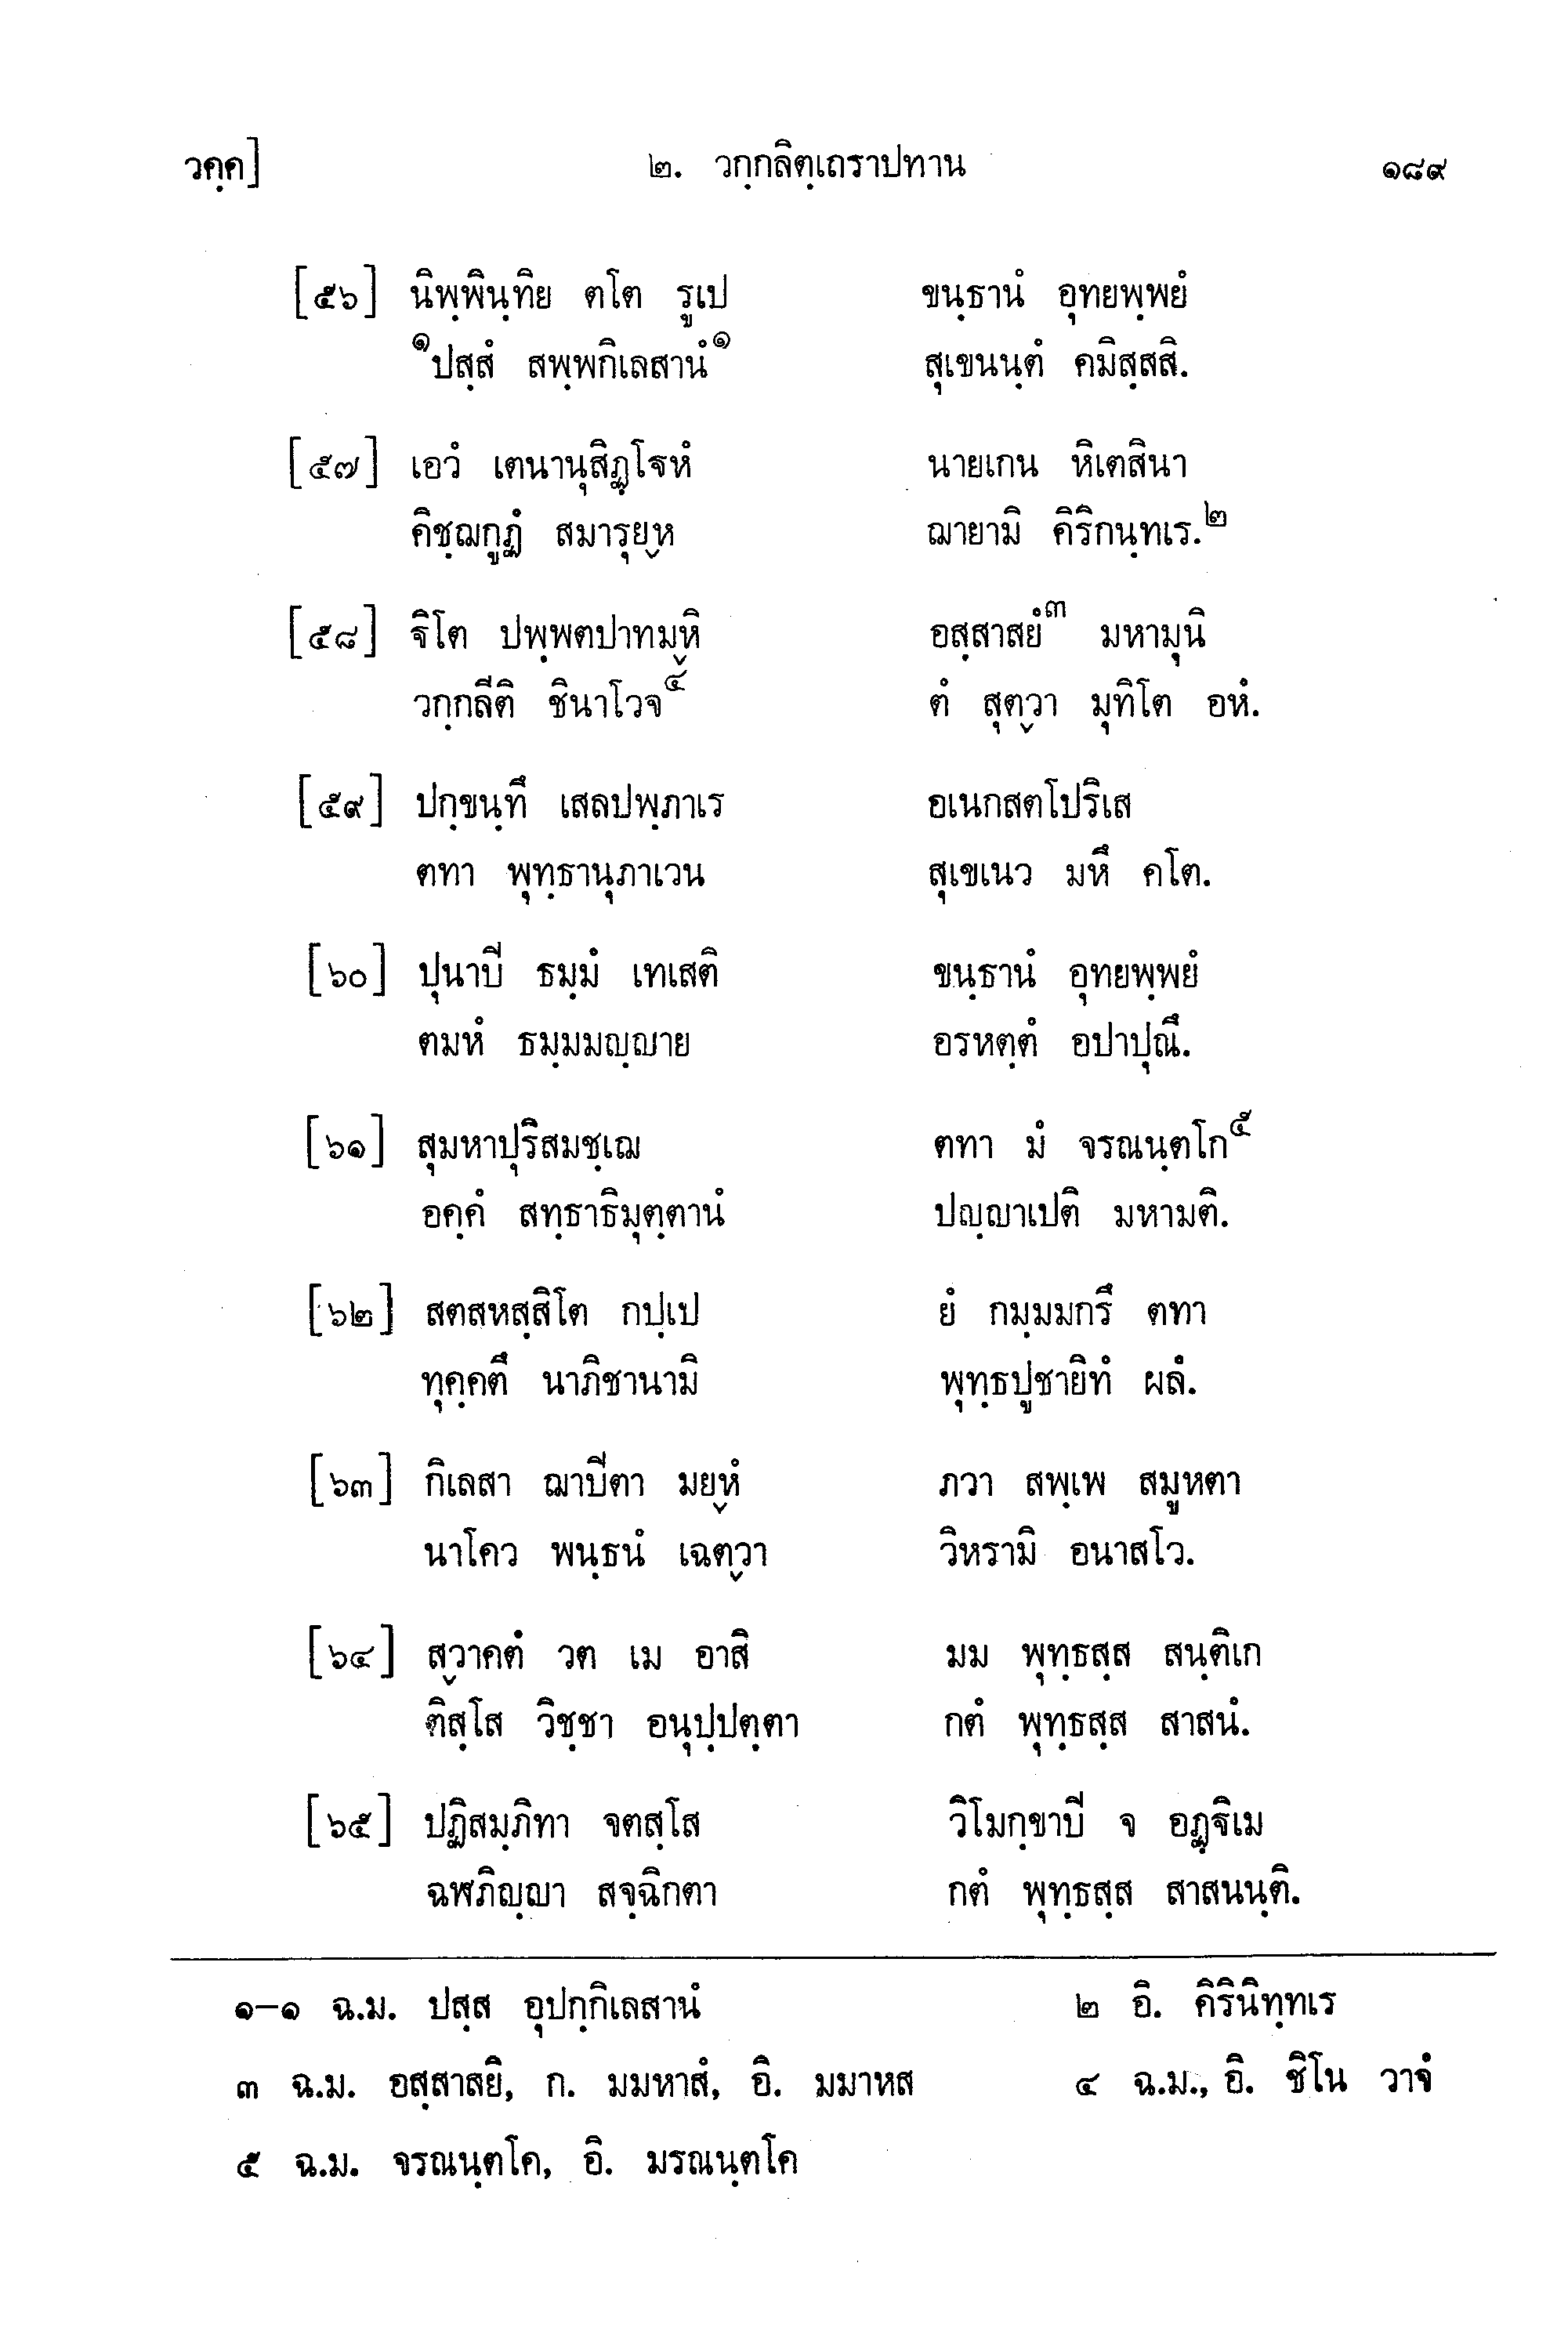 วคฺค] ๒. วกฺกลิตฺเถราปทาน ๑๘๙
[๕๖] นิพฺพินฺทิย ตโต รูเป ขนฺธานํ อุทยพฺพยํ
๑ปสฺสํ สพฺพกิเลสานํ๑ สุเขนนฺตํ คมิสฺสสิ.
[๕๗] เอวํ เตนานุสิฏฺโฐหํ นายเกน หิเตสินา
คิชฺฌกูฏํ สมารุยฺห ฌายามิ คิริกนฺทเร.๒
[๕๘] ฐิโต ปพฺพตปาทมฺหิ อสฺสาสยํ๓ มหามุนิ
วกฺกลีติ ชินาโวจ๔ ตํ สุตฺวา มุทิโต อหํ.
[๕๙] ปกฺขนฺทึ เสลปพฺภาเร อเนกสตโปริเส
ตทา พุทฺธานุภาเวน สุเขเนว มหึ คโต.
[๖๐] ปุนาปี ธมฺมํ เทเสติ ขนฺธานํ อุทยพฺพยํ
ตมหํ ธมฺมมญฺญาย อรหตฺตํ อปาปุณึ.
[๖๑] สุมหาปุริสมชฺเฌ ตทา มํ จรณนฺตโก๕
อคฺคํ สทฺธาธิมุตฺตานํ ปญฺญาเปติ มหามติ.
[๖๒] สตสหสฺสิโต กปฺเป ยํ กมฺมมกรึ ตทา
ทุคฺคตึ นาภิชานามิ พุทฺธปูชายิทํ ผลํ.
[๖๓] กิเลสา ฌาปิตา มยฺหํ ภวา สพฺเพ สมูหตา
นาโคว พนฺธนํ เฉตฺวา วิหรามิ อนาสโว.
[๖๔] สฺวาคตํ วต เม อาสิ มม พุทฺธสฺส สนฺติเก
ติสฺโส วิชฺชา อนุปฺปตฺตา กตํ พุทฺธสฺส สาสนํ.
[๖๕] ปฏิสมฺภิทา จตสฺโส วิโมกฺขาปิ จ อฏฺฐิเม
ฉฬภิญฺญา สจฺฉิกตา กตํ พุทฺธสฺส สาสนนฺติ.
๑-๑ ฉ.ม. ปสฺส อุปกฺกิเลสานํ ๒ อิ. คิรินิทฺทเร
๓ ฉ.ม. อสฺสาสยิ, ก. มมหาสํ, อิ. มมาหส ๔ ฉ.ม., อิ. ชิโน วาจํ
๕ ฉ.ม. จรณนฺตโค, อิ. มรณนฺตโค